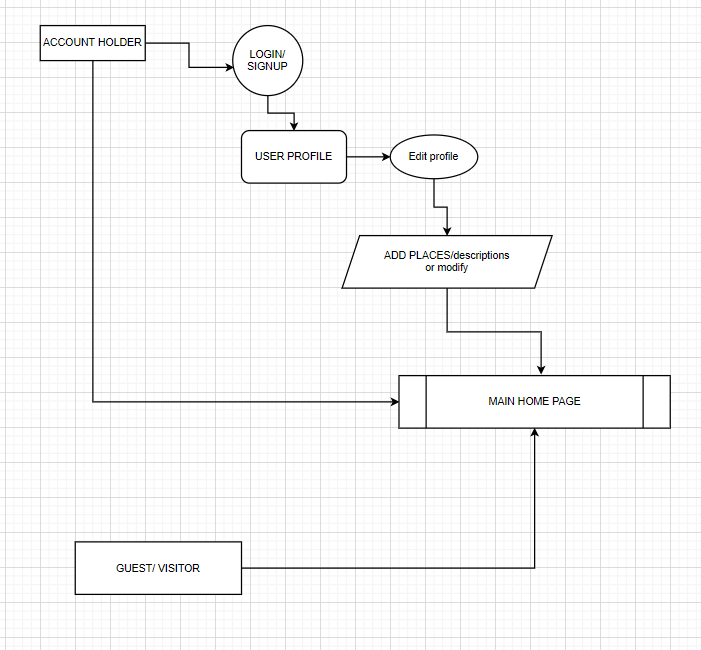 ACCOUNT HOLDER
LOGIN/
SIGNUP
USER PROFILE
Edit profile
ADD PLACES/descriptions
or modify
MAIN HOME PAGE
GUEST/ VISITOR